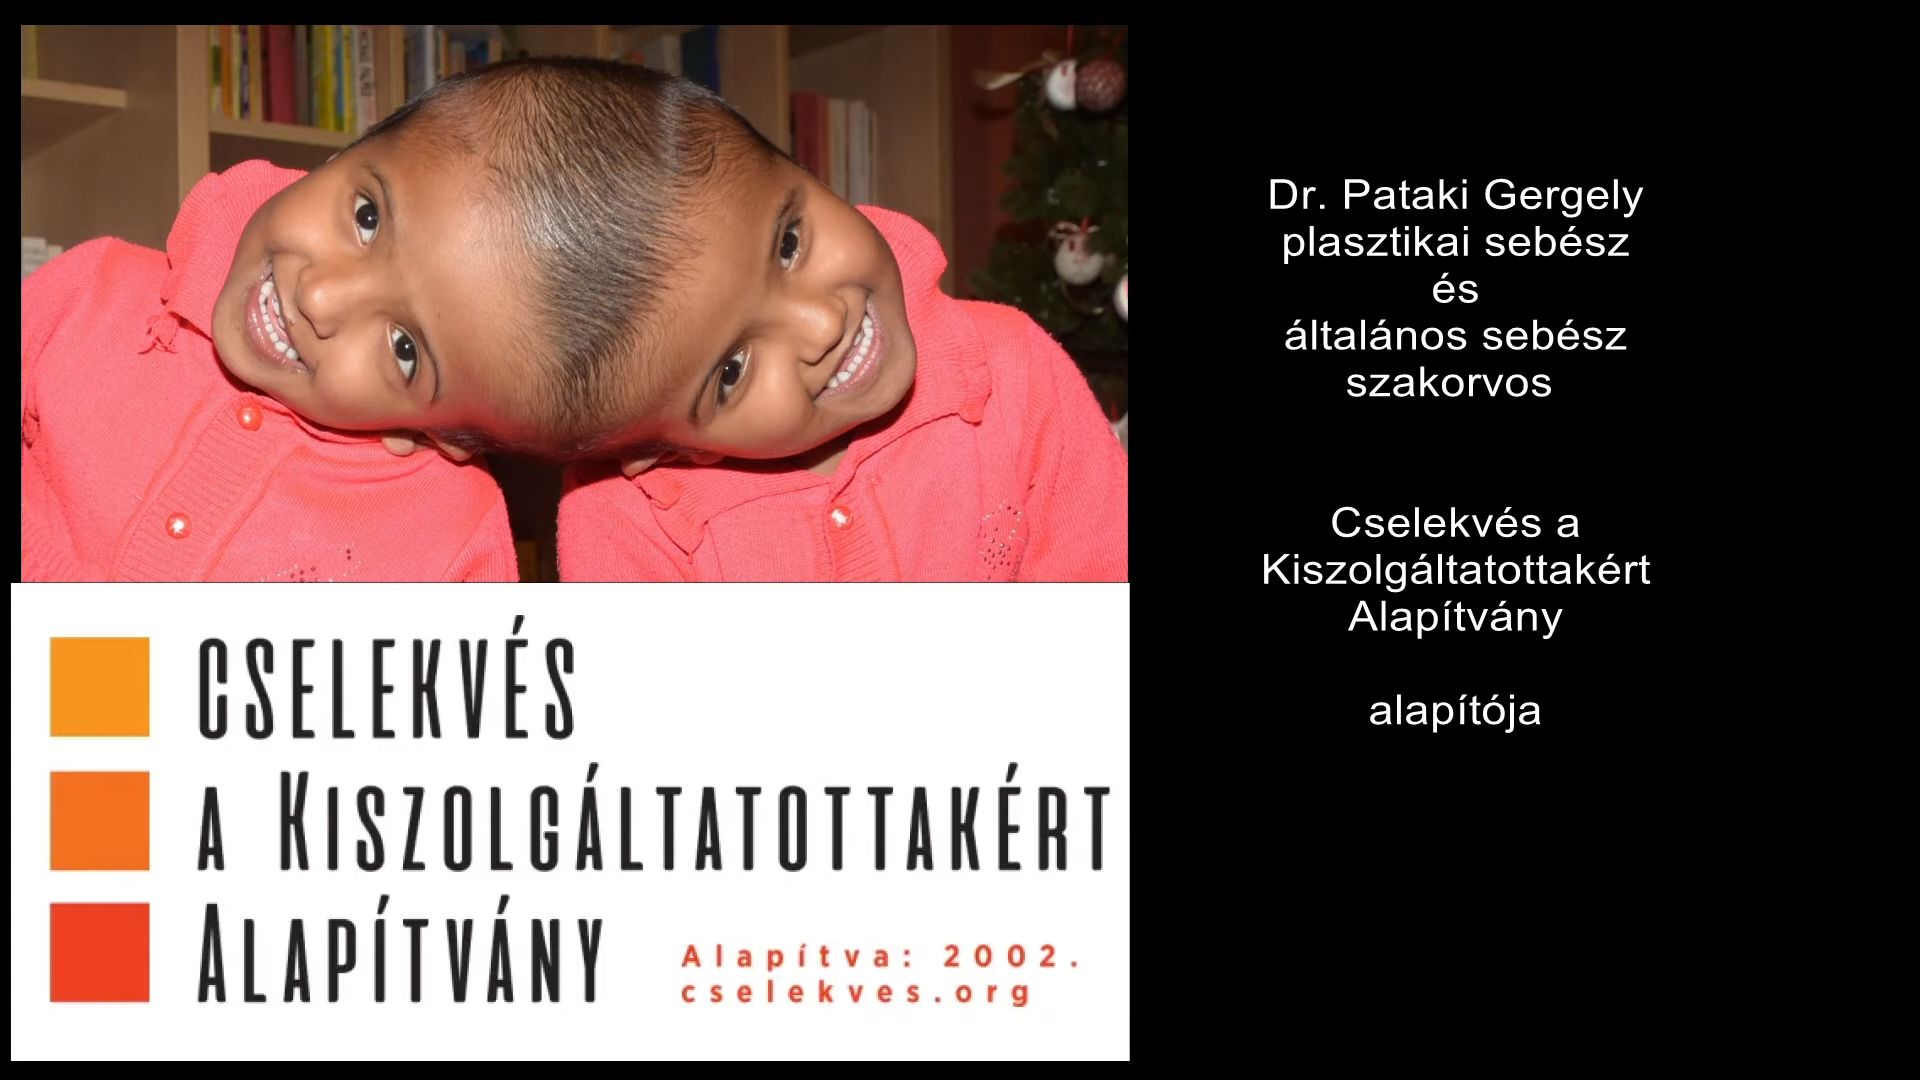 CSELEKVÉS
A KISZOLGÁLTATOTTAKÉRT
ALAPÍTVÁNY
Alapítva: 2002.
cselekves.org
Dr. Pataki Gergely
plasztikai sebész
és
általános sebész
szakorvos
Cselekvés a
Kiszolgáltatottakért
Alapítvány
alapítója